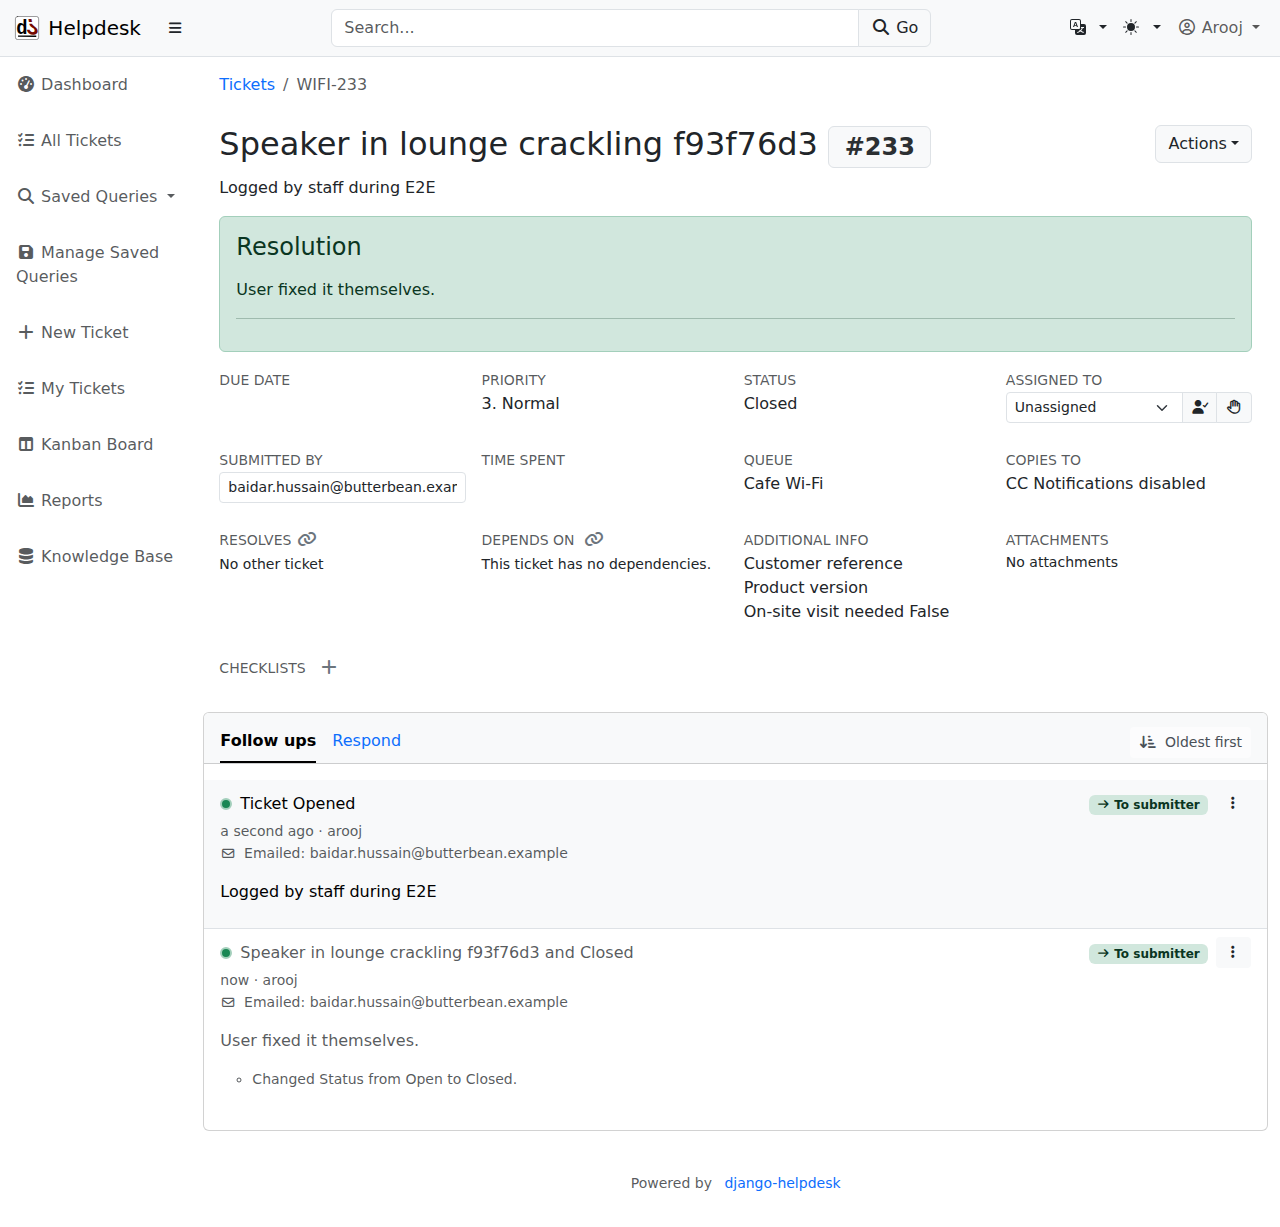 Helpdesk
Search...
Go
Arooj
Dashboard
All Tickets
Saved Queries
Manage Saved
Queries
New Ticket
My Tickets
Kanban Board
Reports
Knowledge Base
Tickets / WIFI-233
Speaker in lounge crackling f93f76d3 #233
Actions
Logged by staff during E2E
Resolution
User fixed it themselves.
DUE DATE
PRIORITY
3. Normal
STATUS
Closed
ASSIGNED TO
Unassigned
SUBMITTED BY
baidar.hussain@butterbean.exar
TIME SPENT
QUEUE
Cafe Wi-Fi
COPIES TO
CC Notifications disabled
RESOLVES
No other ticket
DEPENDS ON
This ticket has no dependencies.
ADDITIONAL INFO
Customer reference
Product version
On-site visit needed False
ATTACHMENTS
No attachments
CHECKLISTS
Follow ups
Respond
Oldest first
Ticket Opened
To submitter
a second ago · arooj
Emailed: baidar.hussain@butterbean.example
Logged by staff during E2E
Speaker in lounge crackling f93f76d3 and Closed
To submitter
now · arooj
Emailed: baidar.hussain@butterbean.example
User fixed it themselves.
Changed Status from Open to Closed.
Powered by django-helpdesk